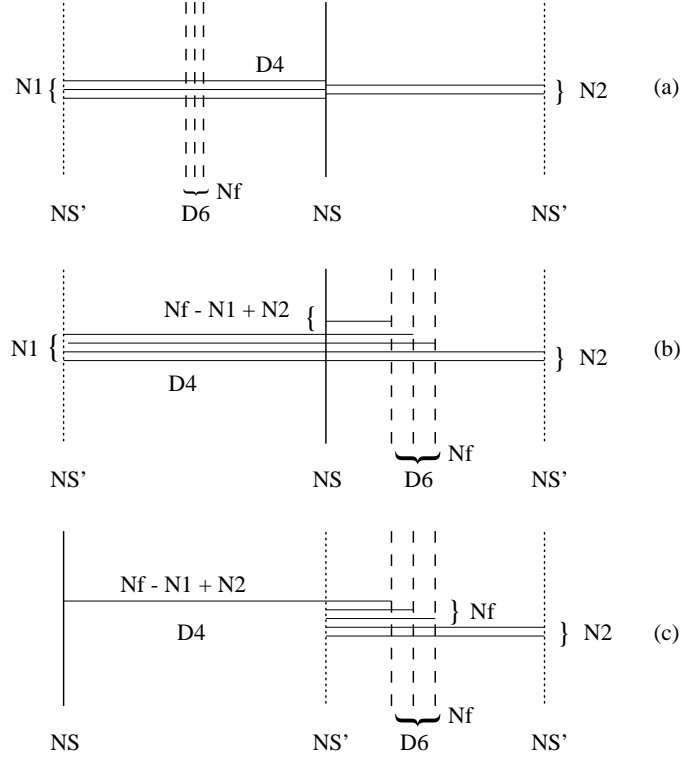 D4
N1 { } N2 (a)
} Nf
NS’ D6 NS NS’
Nf - N1 + N2 {
N1 { } N2 (b)
D4
} Nf
NS’ NS D6 NS’
Nf - N1 + N2
} Nf
D4 } N2 (c)
} Nf
NS NS’ D6 NS’